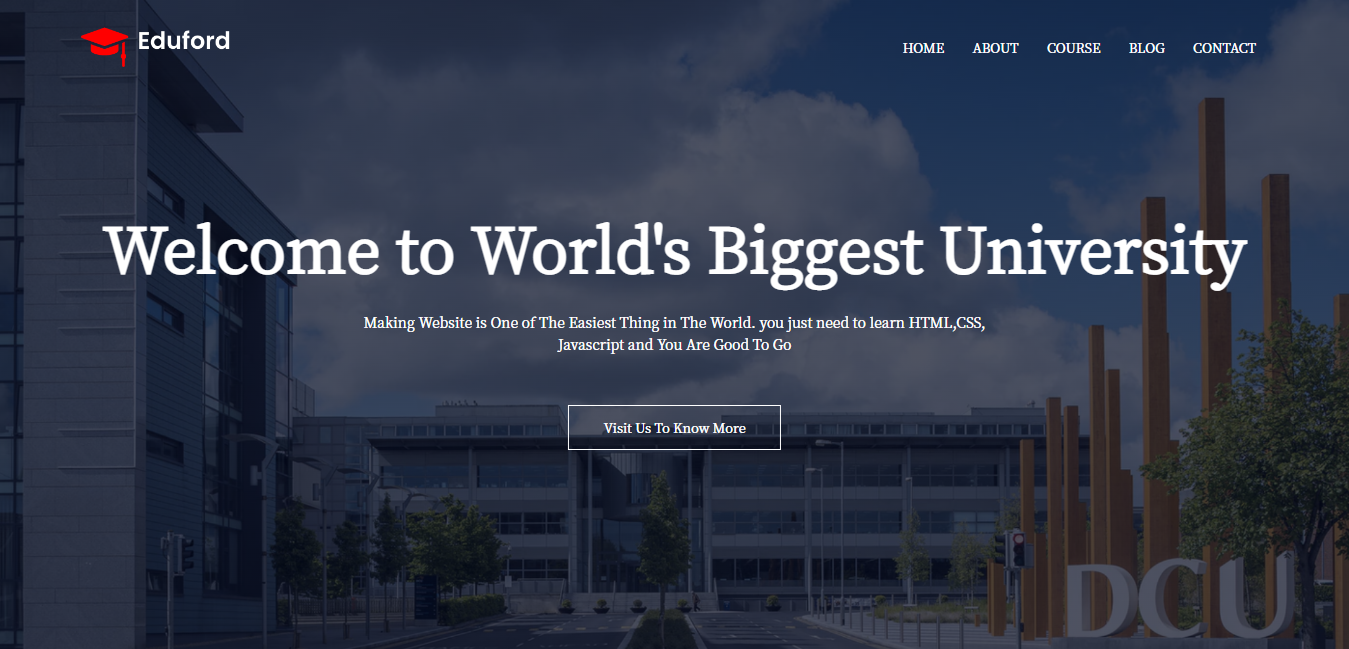 Eduford
HOME ABOUT COURSE BLOG CONTACT
Welcome to World's Biggest University
Making Website is One of The Easiest Thing in The World. you just need to learn HTML,CSS,
Javascript and You Are Good To Go
Visit Us To Know More
DCU